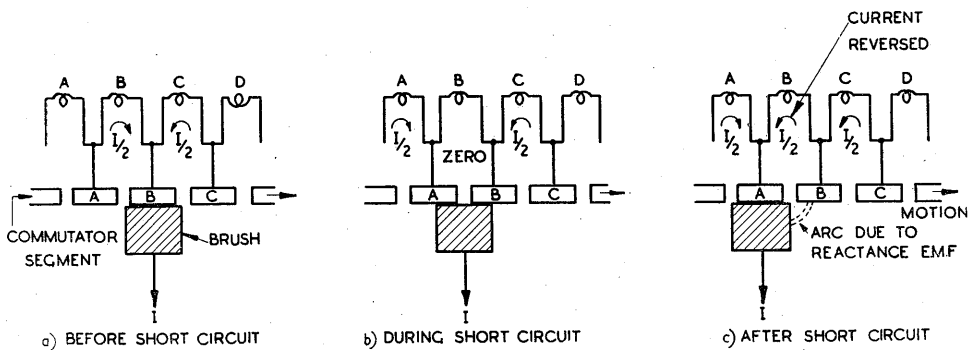 CURRENT
REVERSED
A B C D
I/2 I/2
A B C
COMMUTATOR
SEGMENT
BRUSH
I
a) BEFORE SHORT CIRCUIT
A B C D
I/2 I/2
ZERO
A B C
I
b) DURING SHORT CIRCUIT
A B C D
I/2 I/2 I/2
A B C
MOTION
ARC DUE TO
REACTANCE E.M.F
I
c) AFTER SHORT CIRCUIT